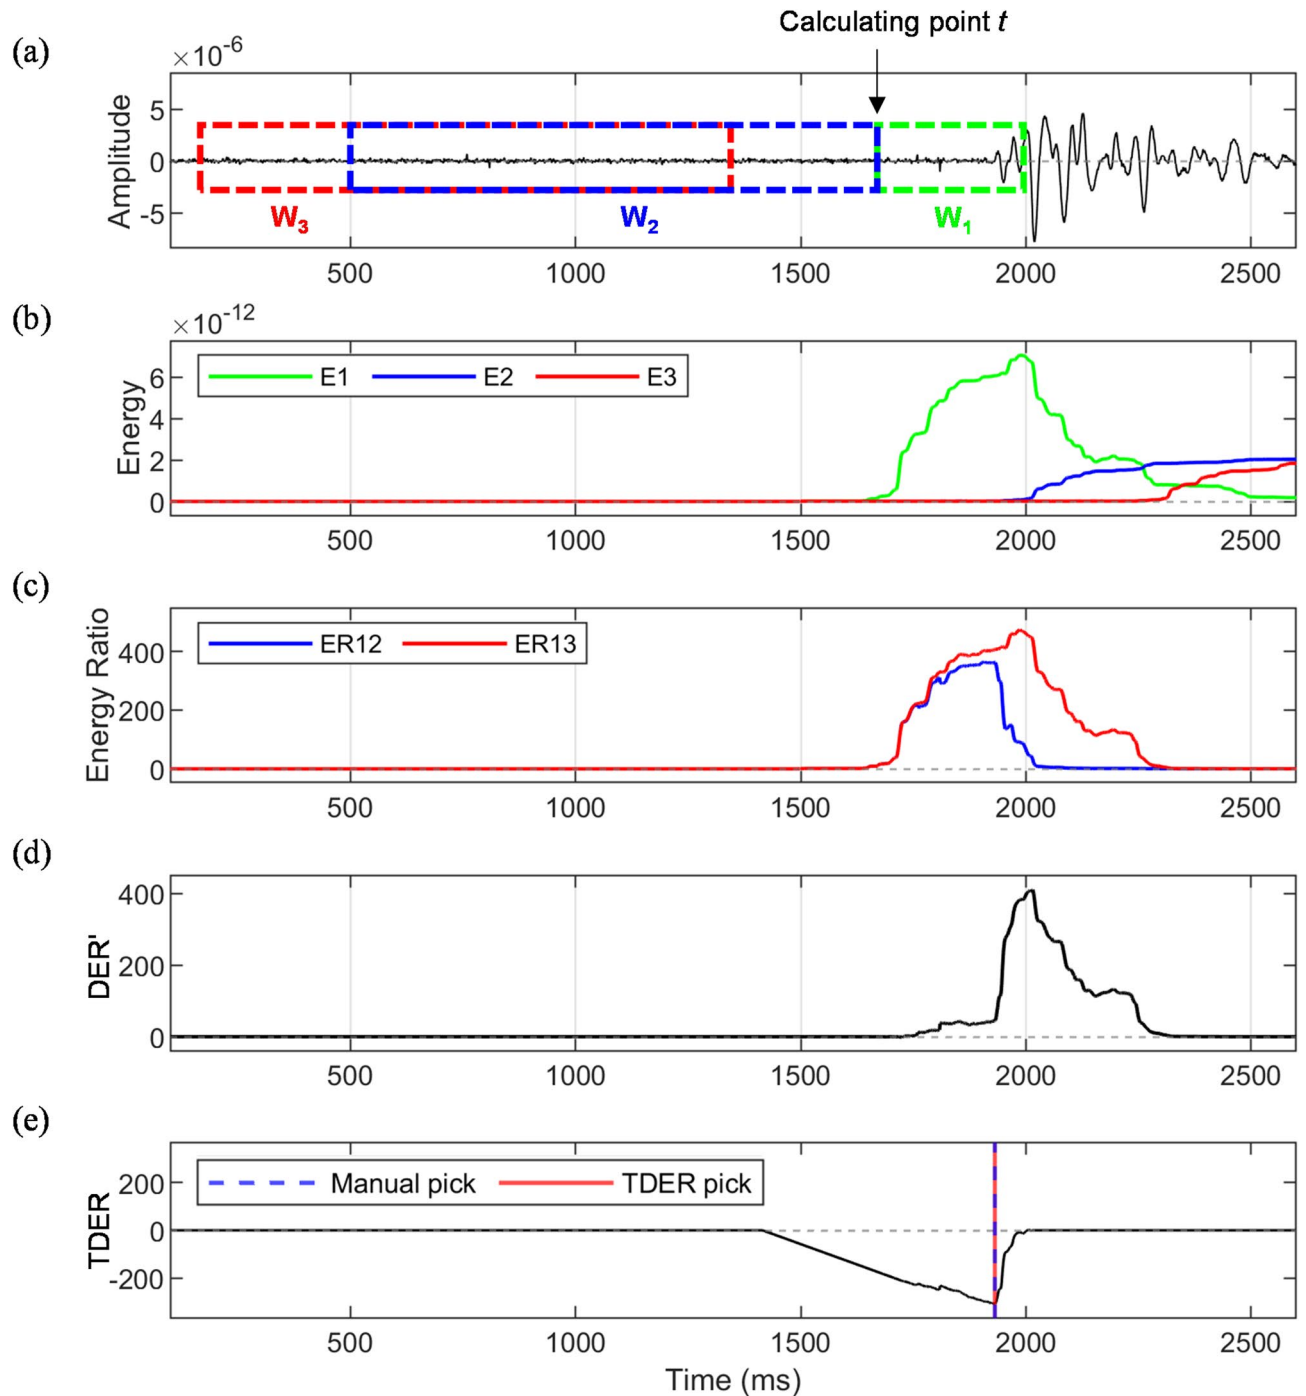 Calculating point t
(a)
×10-6
Amplitude
5
0
-5
W3
W2
W1
500 1000 1500 2000 2500
(b)
×10-12
Energy
E1 E2 E3
6
4
2
0
500 1000 1500 2000 2500
(c)
Energy Ratio
ER12 ER13
400
200
0
500 1000 1500 2000 2500
(d)
DER'
400
200
0
500 1000 1500 2000 2500
(e)
TDER
Manual pick TDER pick
200
0
-200
500 1000 1500 2000 2500
Time (ms)